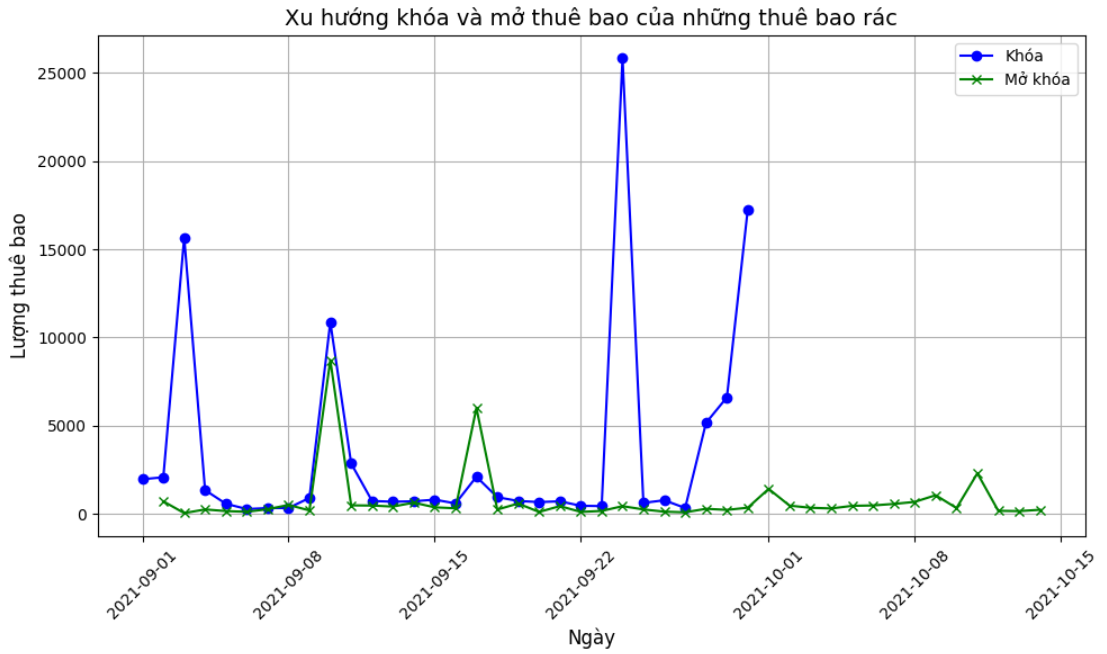 Xu hướng khóa và mở thuê bao của những thuê bao rác
Khóa
Mở khóa
Lượng thuê bao
25000
20000
15000
10000
5000
0
2021-09-01
2021-09-08
2021-09-15
2021-09-22
2021-10-01
2021-10-08
2021-10-15
Ngày